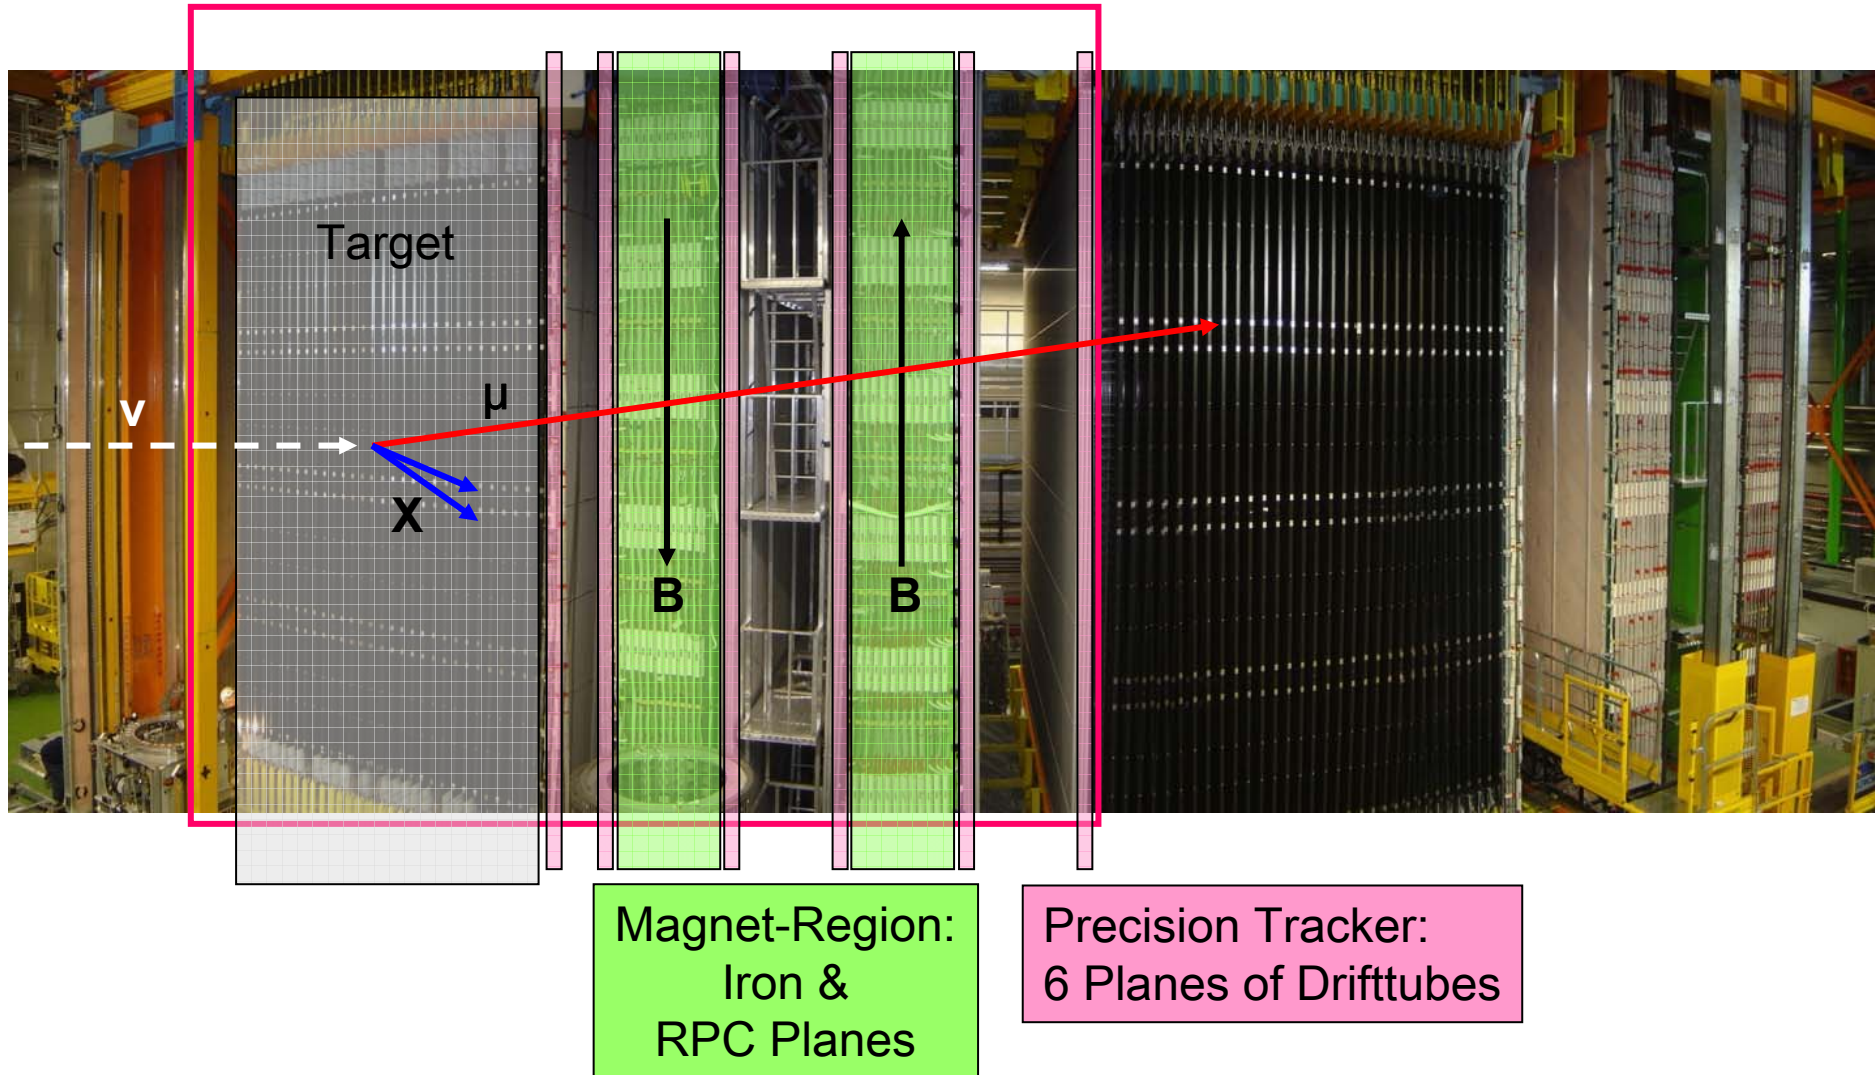 Target
ν
μ
X
B
B
Magnet-Region:
Iron &
RPC Planes
Precision Tracker:
6 Planes of Drifttubes